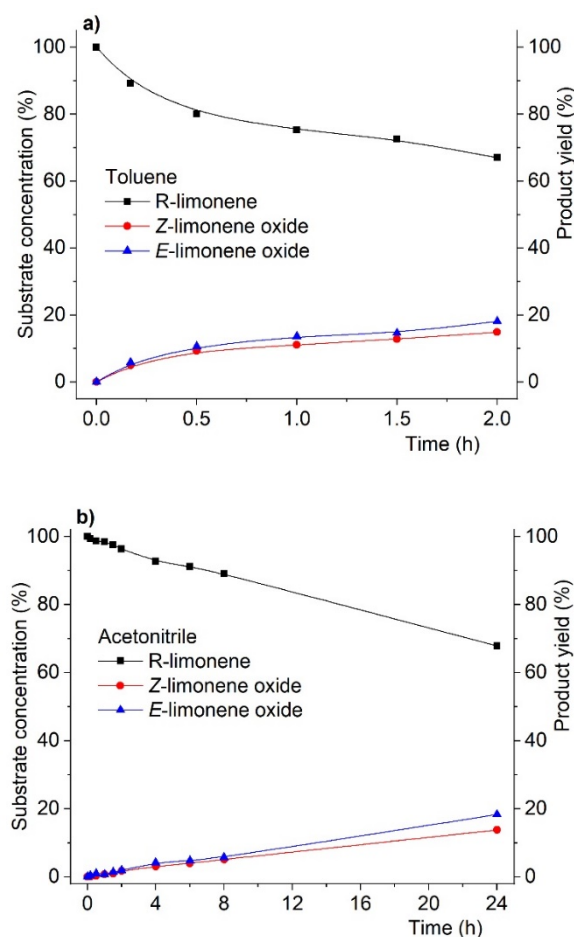 a)
100
80
60
40
20
0
Substrate concentration (%)
Toluene
R-limonene
Z-limonene oxide
E-limonene oxide
100
80
60
40
20
0
Product yield (%)
0.0 0.5 1.0 1.5 2.0
Time (h)
b)
100
80
60
40
20
0
Substrate concentration (%)
Acetonitrile
R-limonene
Z-limonene oxide
E-limonene oxide
100
80
60
40
20
0
Product yield (%)
0 4 8 12 16 20 24
Time (h)